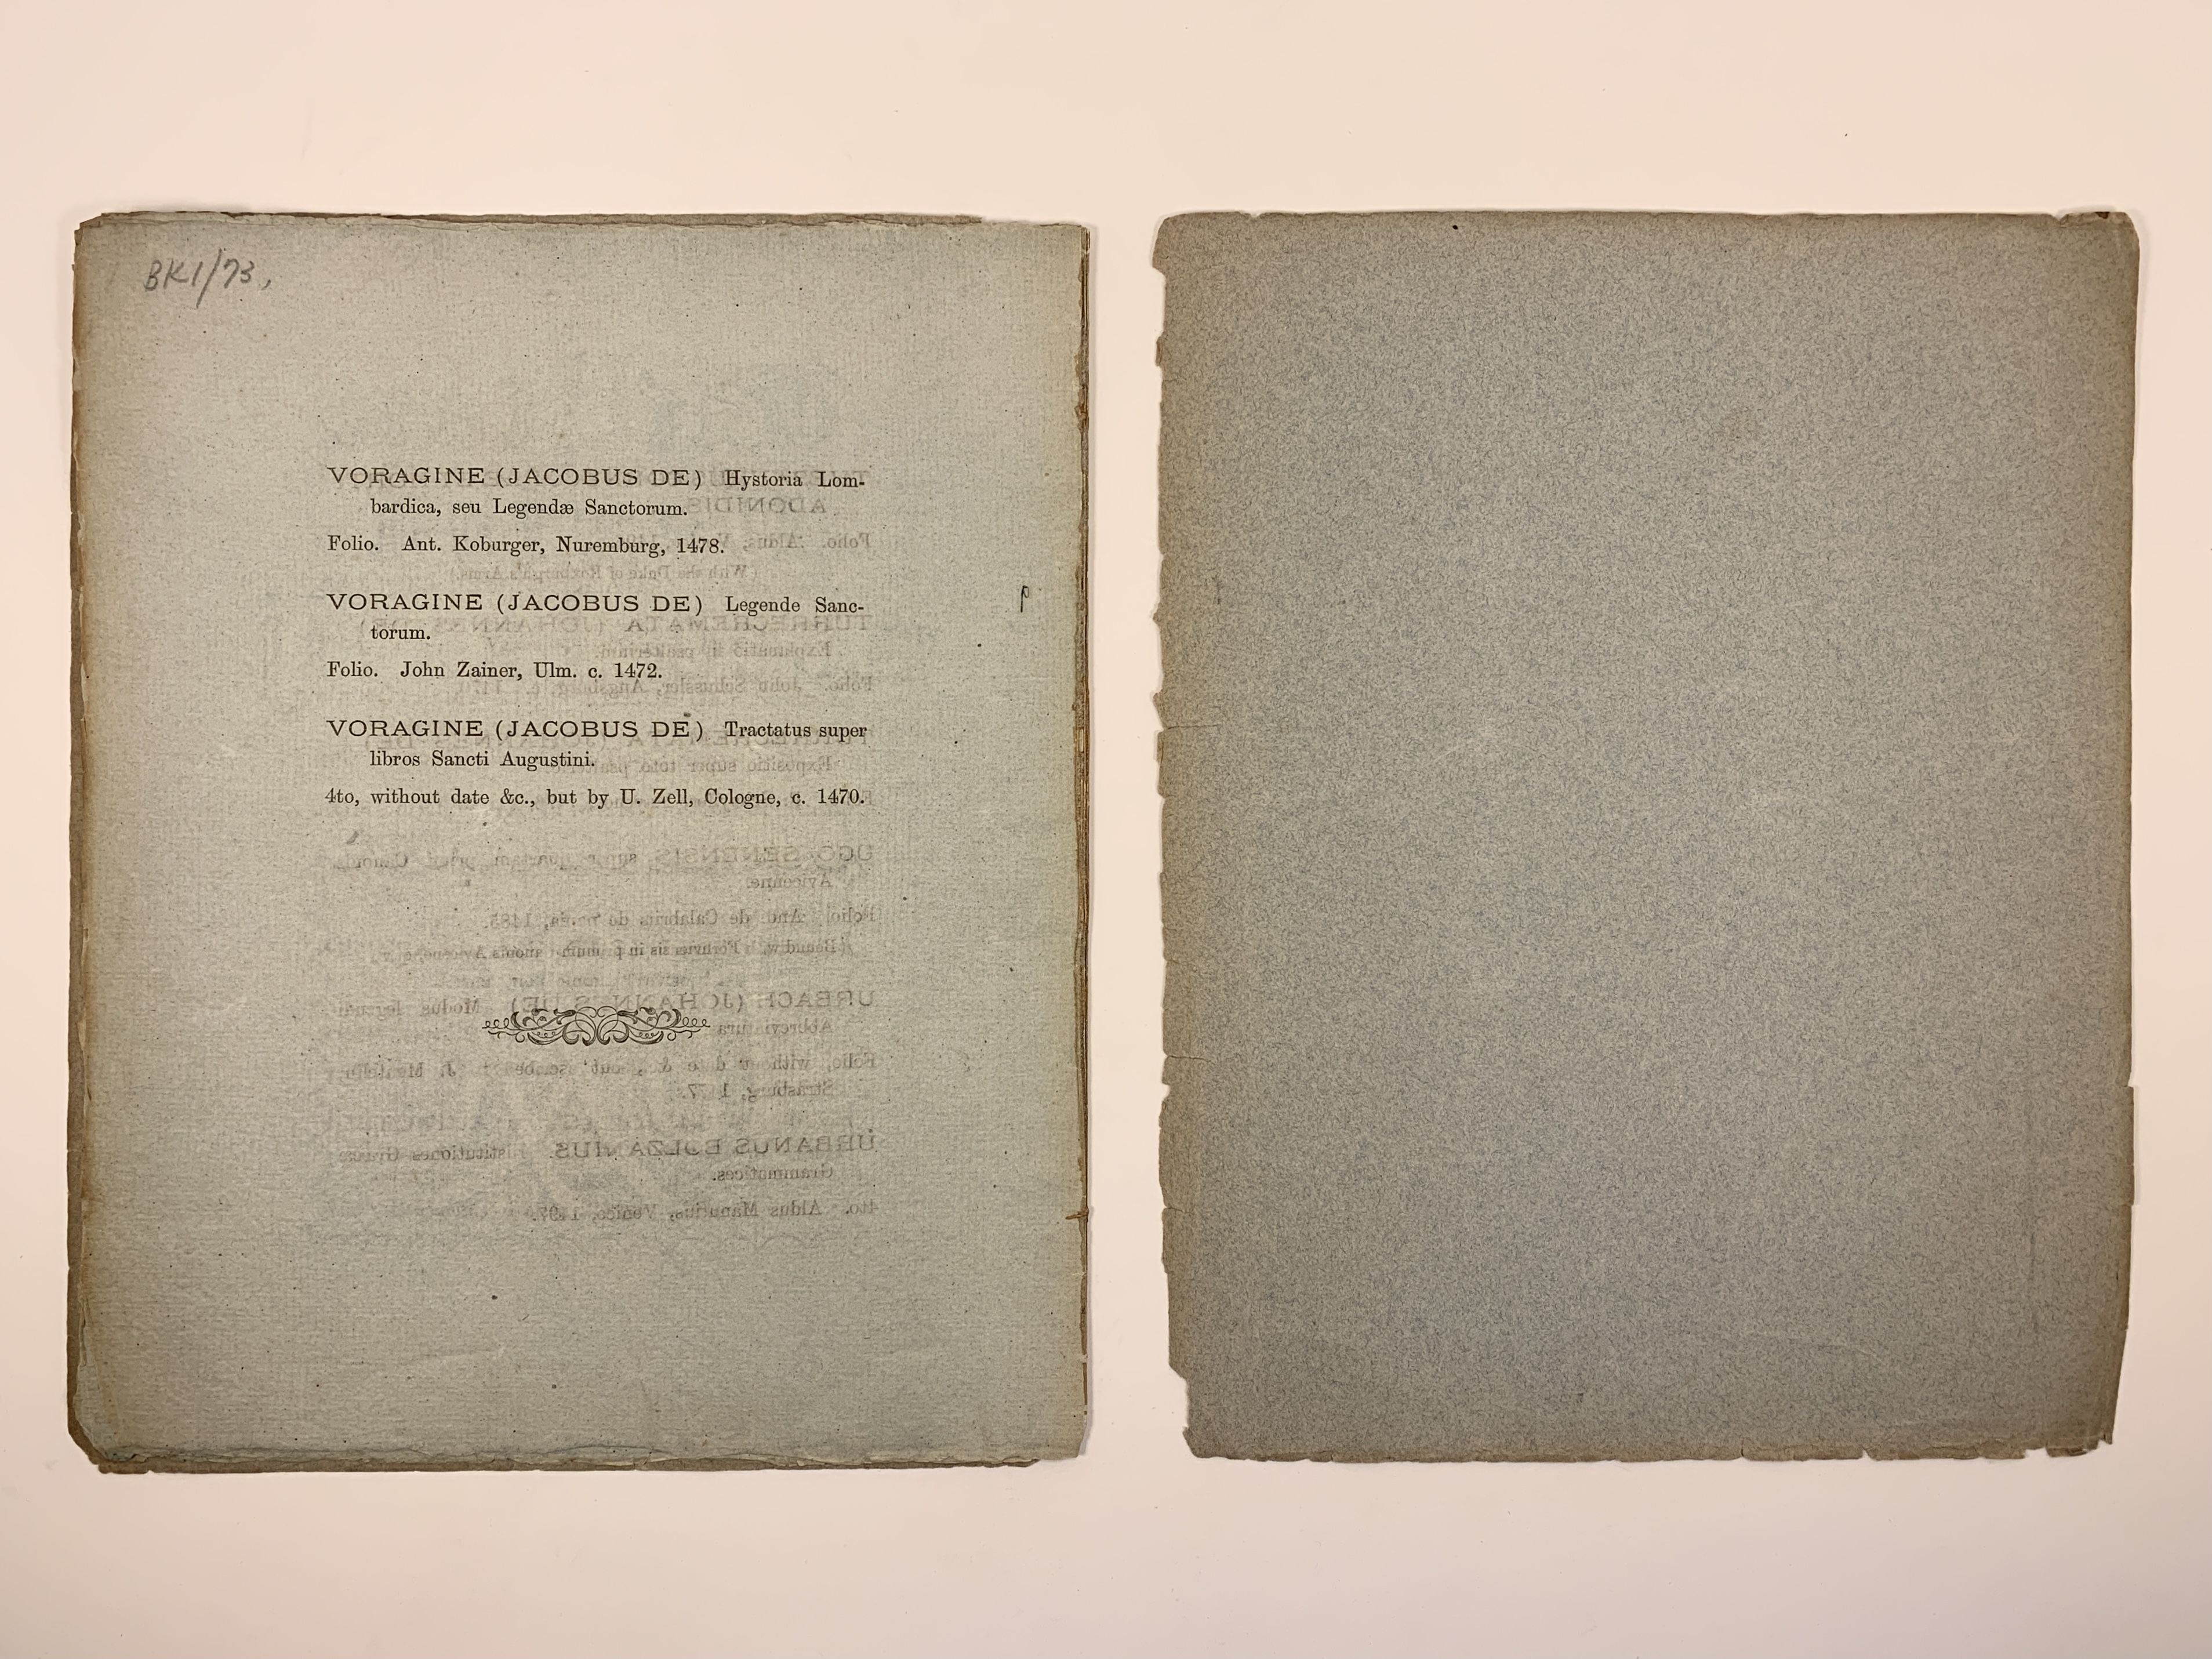 BK1/73,
VORAGINE (JACOBUS DE) Hystoria Lom-
bardica, seu Legendæ Sanctorum.
Folio. Ant. Koburger, Nuremburg, 1478.
VORAGINE (JACOBUS DE) Legende Sanc-
torum.
Folio. John Zainer, Ulm. c. 1472.
VORAGINE (JACOBUS DE) Tractatus super
libros Sancti Augustini.
4to, without date &c., but by U. Zell, Cologne, c. 1470.